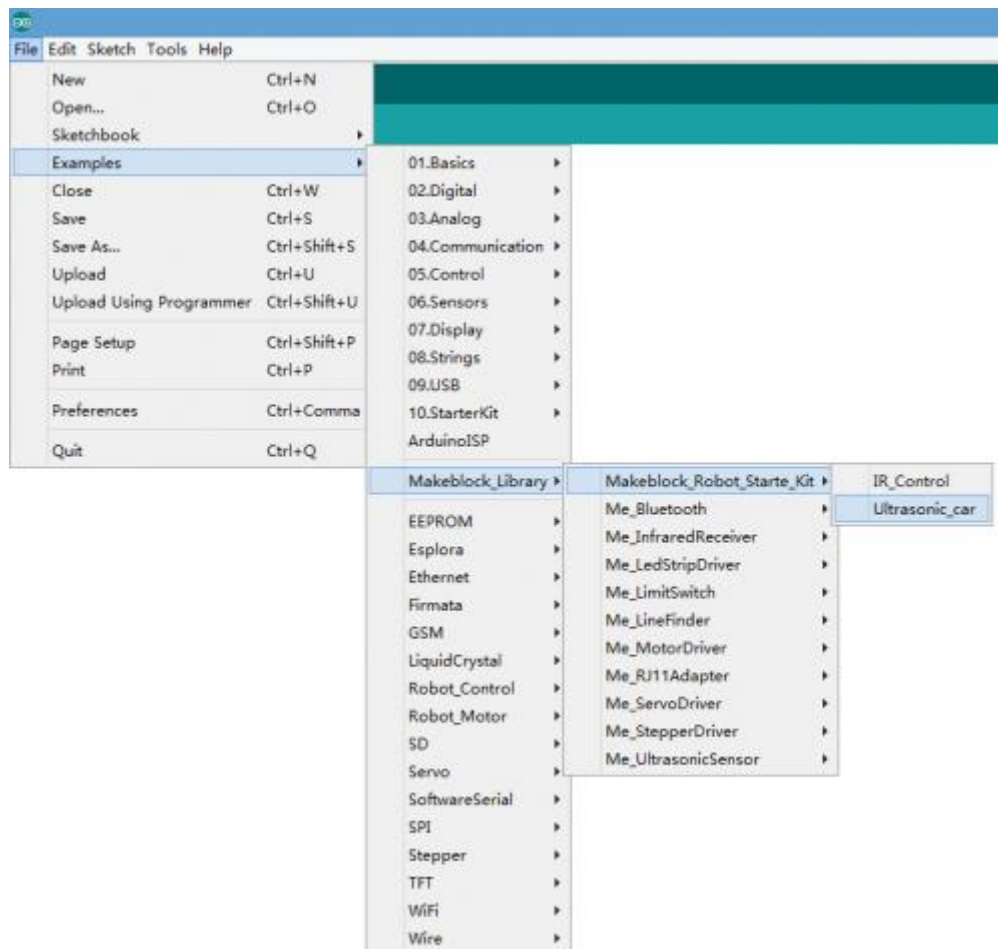 File Edit Sketch Tools Help
New Ctrl+N
Open... Ctrl+O
Sketchbook
Examples
Close Ctrl+W
Save Ctrl+S
Save As... Ctrl+Shift+S
Upload Ctrl+U
Upload Using Programmer Ctrl+Shift+U
Page Setup Ctrl+Shift+P
Print Ctrl+P
Preferences Ctrl+Comma
Quit Ctrl+Q
01.Basics
02.Digital
03.Analog
04.Communication
05.Control
06.Sensors
07.Display
08.Strings
09.USB
10.StarterKit
ArduinoISP
Makeblock_Library
EEPROM
Esplora
Ethernet
Firmata
GSM
LiquidCrystal
Robot_Control
Robot_Motor
SD
Servo
SoftwareSerial
SPI
Stepper
TFT
WiFi
Wire
Makeblock_Robot_Starte_Kit
Me_Bluetooth
Me_InfraredReceiver
Me_LedStripDriver
Me_LimitSwitch
Me_LineFinder
Me_MotorDriver
Me_RJ11Adapter
Me_ServoDriver
Me_StepperDriver
Me_UltrasonicSensor
IR_Control
Ultrasonic_car